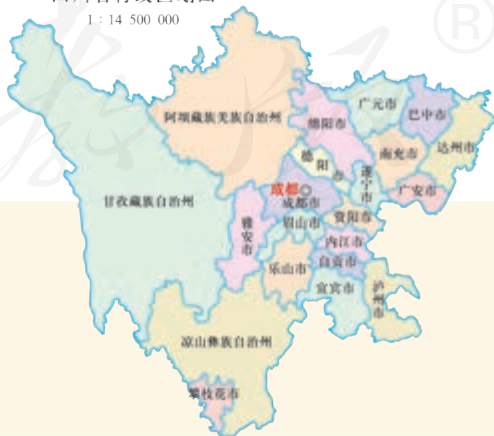 1：14 500 000
阿坝藏族羌族自治州
绵阳市
广元市
巴中市
达州市
南充市
德阳市
遂宁市
广安市
甘孜藏族自治州
成都
成都市
资阳市
雅安市
眉山市
内江市
自贡市
乐山市
宜宾市
泸州市
凉山彝族自治州
攀枝花市
®